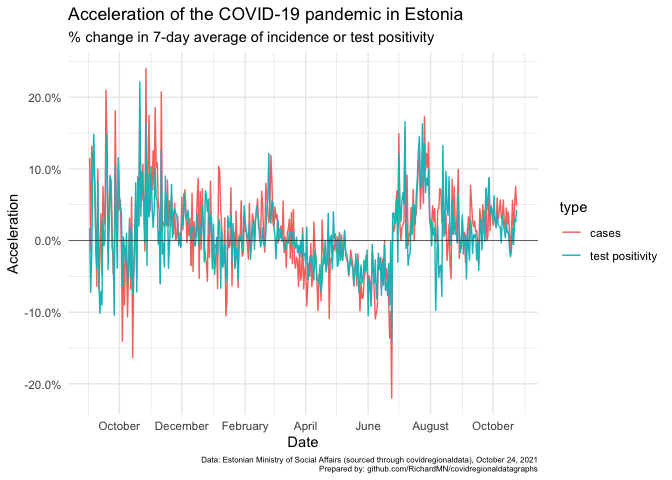 Acceleration of the COVID-19 pandemic in Estonia
% change in 7-day average of incidence or test positivity
20.0%
10.0%
0.0%
-10.0%
-20.0%
Acceleration
October December February April June August October
Date
type
cases
test positivity
Data: Estonian Ministry of Social Affairs (sourced through covidregionaldata), October 24, 2021
Prepared by: github.com/RichardMN/covidregionaldatagraphs